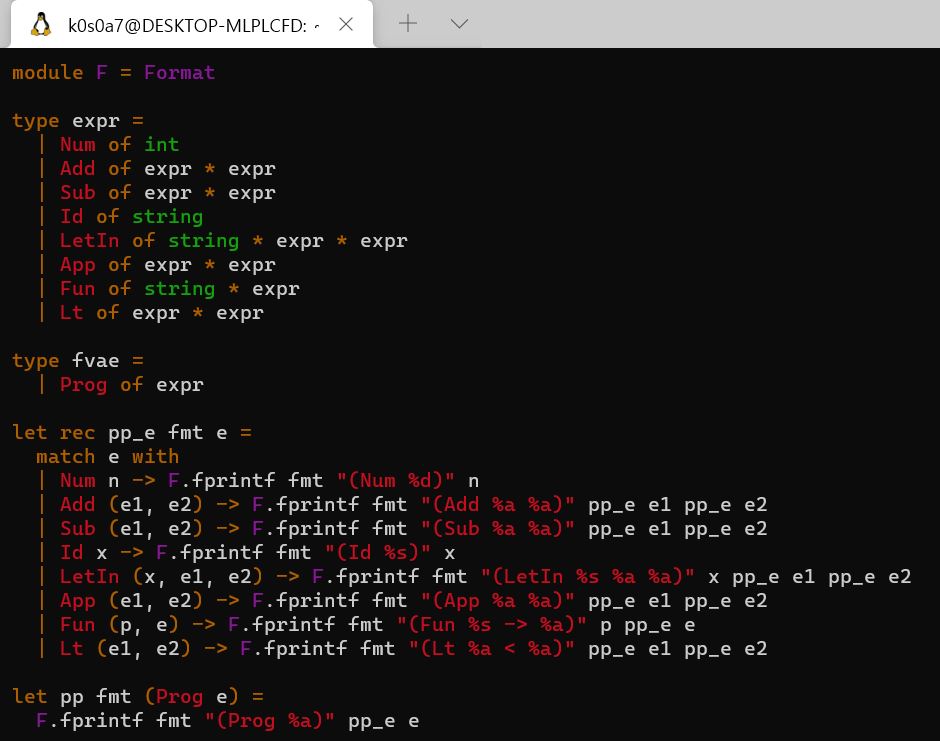 k0s0a7@DESKTOP-MLPLCFD: ~
module F = Format
type expr =
  | Num of int
  | Add of expr * expr
  | Sub of expr * expr
  | Id of string
  | LetIn of string * expr * expr
  | App of expr * expr
  | Fun of string * expr
  | Lt of expr * expr
type fvae =
  | Prog of expr
let rec pp_e fmt e =
  match e with
  | Num n -> F.fprintf fmt "(Num %d)" n
  | Add (e1, e2) -> F.fprintf fmt "(Add %a %a)" pp_e e1 pp_e e2
  | Sub (e1, e2) -> F.fprintf fmt "(Sub %a %a)" pp_e e1 pp_e e2
  | Id x -> F.fprintf fmt "(Id %s)" x
  | LetIn (x, e1, e2) -> F.fprintf fmt "(LetIn %s %a %a)" x pp_e e1 pp_e e2
  | App (e1, e2) -> F.fprintf fmt "(App %a %a)" pp_e e1 pp_e e2
  | Fun (p, e) -> F.fprintf fmt "(Fun %s -> %a)" p pp_e e
  | Lt (e1, e2) -> F.fprintf fmt "(Lt %a < %a)" pp_e e1 pp_e e2
let pp fmt (Prog e) =
  F.fprintf fmt "(Prog %a)" pp_e e